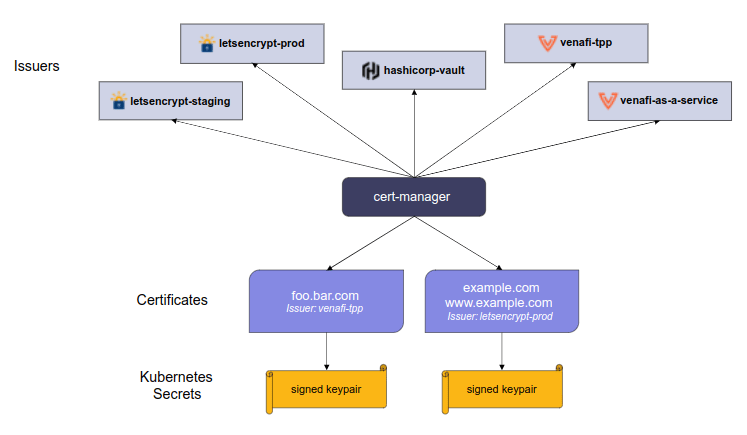 Issuers
letsencrypt-prod
venafi-tpp
hashicorp-vault
letsencrypt-staging
venafi-as-a-service
cert-manager
Certificates
foo.bar.com
Issuer: venafi-tpp
example.com
www.example.com
Issuer: letsencrypt-prod
Kubernetes
Secrets
signed keypair
signed keypair